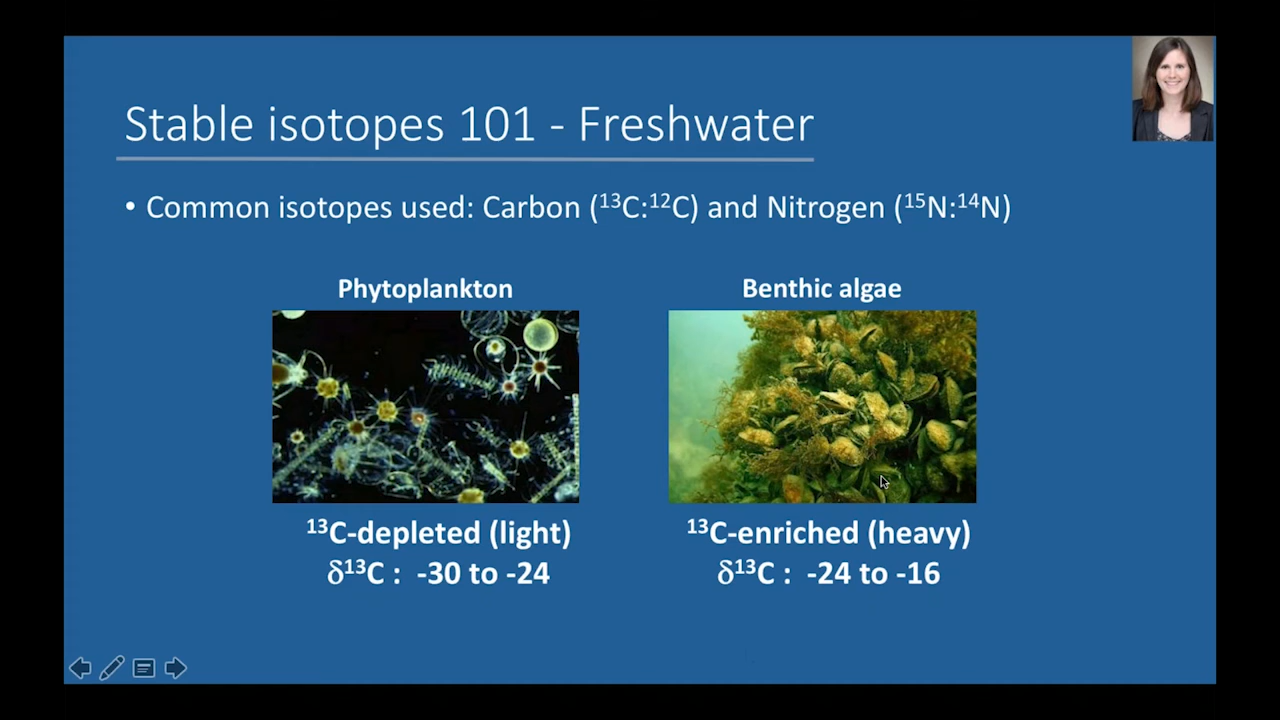 Stable isotopes 101 - Freshwater
• Common isotopes used: Carbon (¹³C:¹²C) and Nitrogen (¹⁵N:¹⁴N)
Phytoplankton
Benthic algae
¹³C-depleted (light)
δ¹³C : -30 to -24
¹³C-enriched (heavy)
δ¹³C : -24 to -16